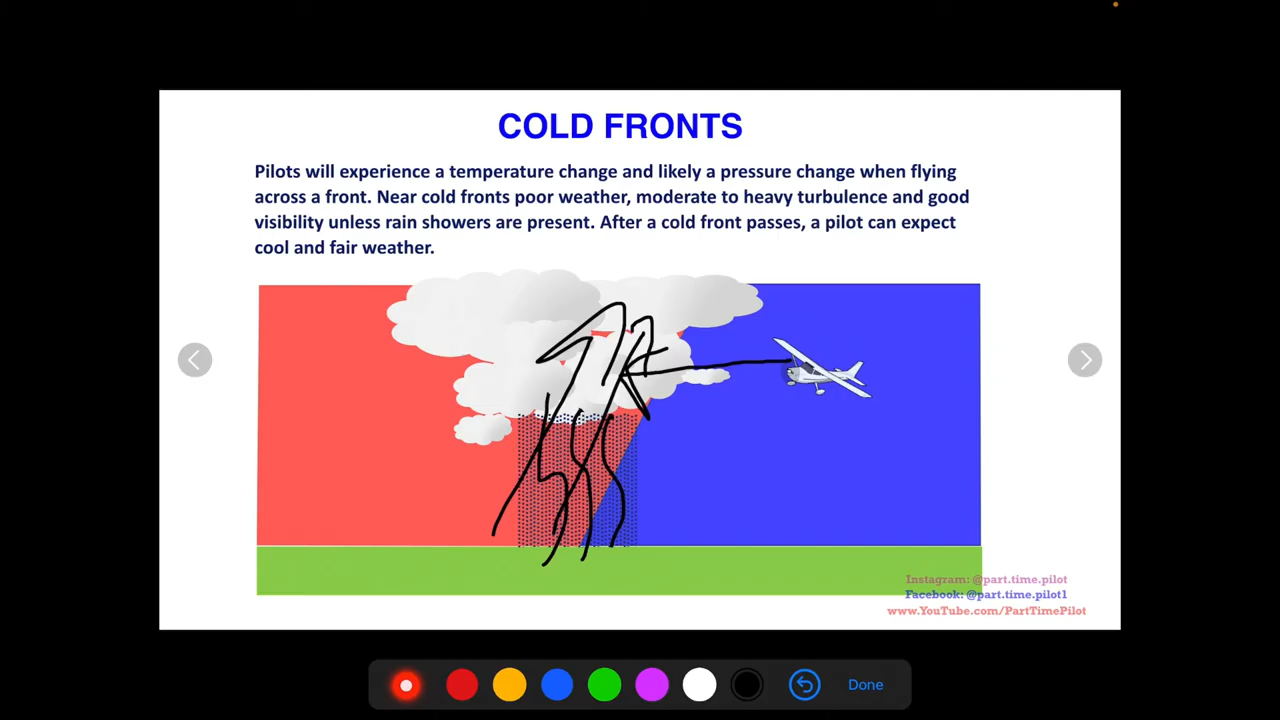 COLD FRONTS
Pilots will experience a temperature change and likely a pressure change when flying
across a front. Near cold fronts poor weather, moderate to heavy turbulence and good
visibility unless rain showers are present. After a cold front passes, a pilot can expect
cool and fair weather.
Instagram: @part.time.pilot
Facebook: @part.time.pilot1
www.YouTube.com/PartTimePilot
Done